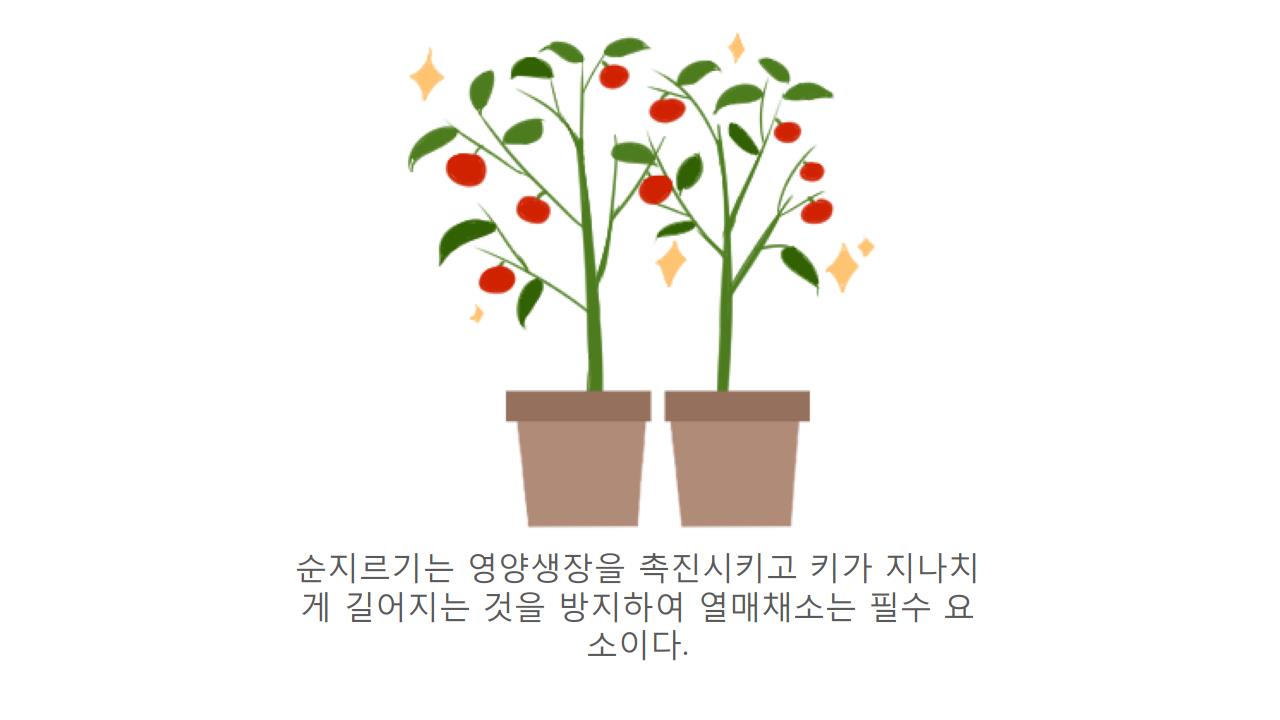 순지르기는 영양생장을 촉진시키고 키가 지나치
게 길어지는 것을 방지하여 열매채소는 필수 요
소이다.